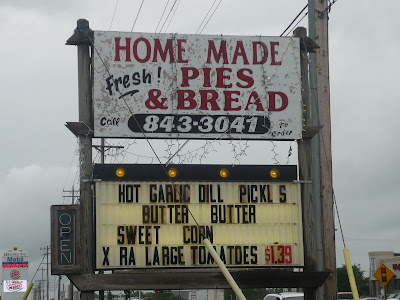 HOME MADE
Fresh!
PIES
& BREAD
Call
843-3041
to order
HOT GARLIC DILL PICKL S
BUTTER BUTTER
SWEET CORN
X RA LARGE TOMATOES $1.39
OPEN
Mobil